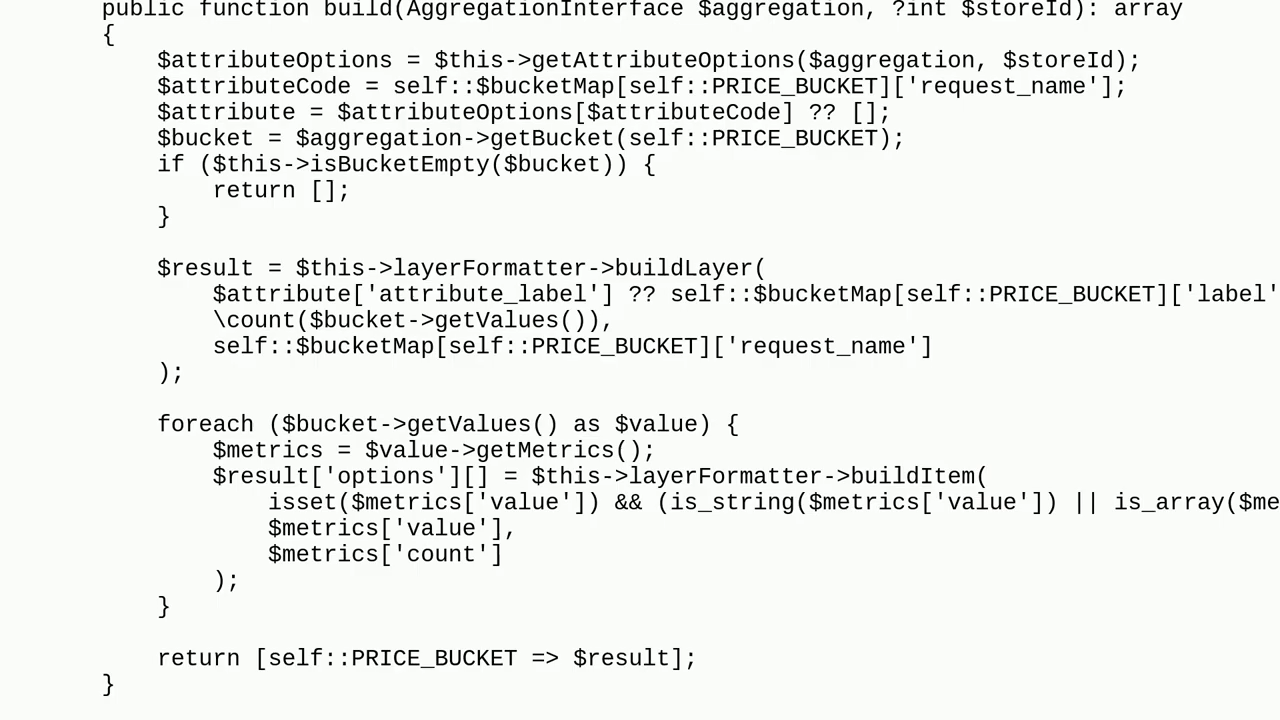 public function build(AggregationInterface $aggregation, ?int $storeId): array
{
$attributeOptions = $this->getAttributeOptions($aggregation, $storeId);
$attributeCode = self::$bucketMap[self::PRICE_BUCKET]['request_name'];
$attribute = $attributeOptions[$attributeCode] ?? [];
$bucket = $aggregation->getBucket(self::PRICE_BUCKET);
if ($this->isBucketEmpty($bucket)) {
return [];
}
$result = $this->layerFormatter->buildLayer(
$attribute['attribute_label'] ?? self::$bucketMap[self::PRICE_BUCKET]['label'
\count($bucket->getValues()),
self::$bucketMap[self::PRICE_BUCKET]['request_name']
);
foreach ($bucket->getValues() as $value) {
$metrics = $value->getMetrics();
$result['options'][] = $this->layerFormatter->buildItem(
isset($metrics['value']) && (is_string($metrics['value']) || is_array($me
$metrics['value'],
$metrics['count']
);
}
return [self::PRICE_BUCKET => $result];
}